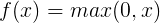 f(x) = max(0, x)